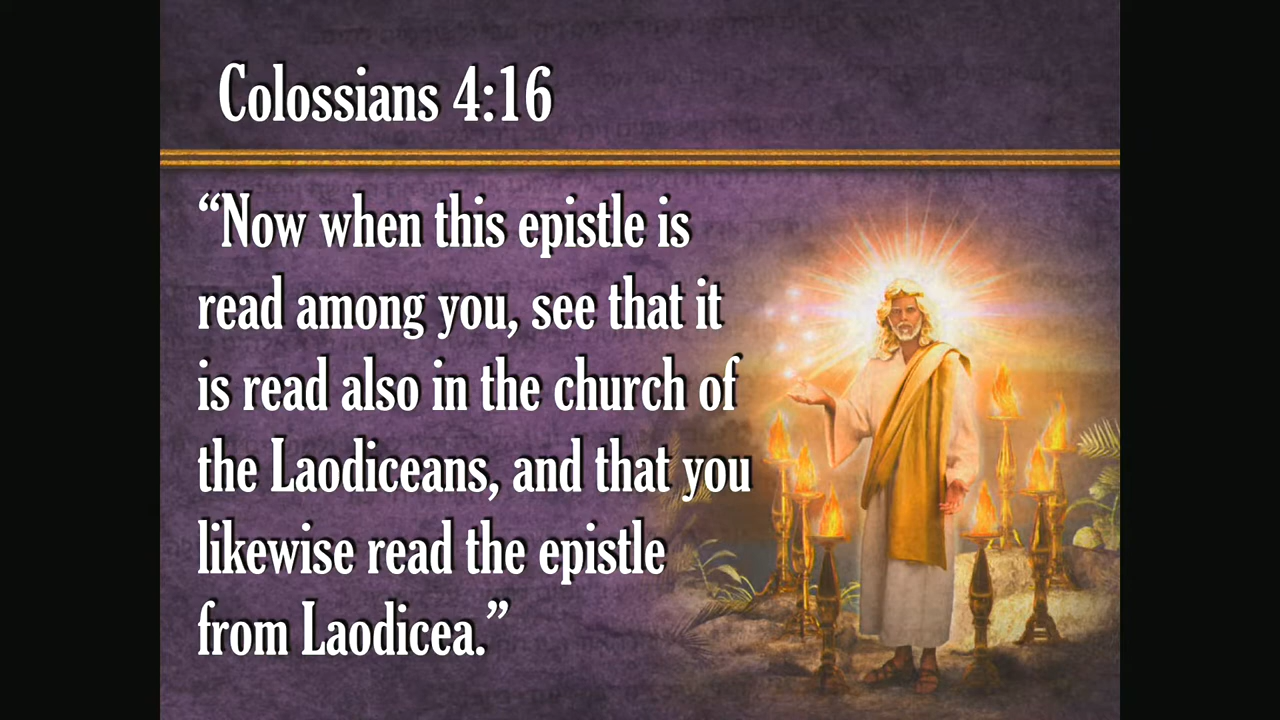 Colossians 4:16
“Now when this epistle is
read among you, see that it
is read also in the church of
the Laodiceans, and that you
likewise read the epistle
from Laodicea.”